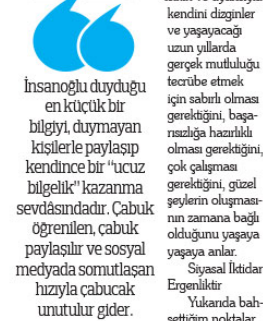 İnsanoğlu duyduğu
en küçük bir
bilgiyi, duymayan
kişilerle paylaşıp
kendince bir “ucuz
bilgelik” kazanma
sevdâsındadır. Çabuk
öğrenilen, çabuk
paylaşılır ve sosyal
medyada somutlaşan
hızıyla çabucak
unutulur gider.
kendini dizginler
ve yaşayacağı
uzun yıllarda
gerçek mutluluğu
tecrübe etmek
için sabırlı olması
gerektiğini, başa-
rısızlığa hazırlıklı
olması gerektiğini,
çok çalışması
gerektiğini, güzel
şeylerin oluşması-
nın zamana bağlı
olduğunu yaşaya
yaşaya anlar.
Siyasal İktidar
Ergenliktir
Yukarıda bah-
settiğim noktalar